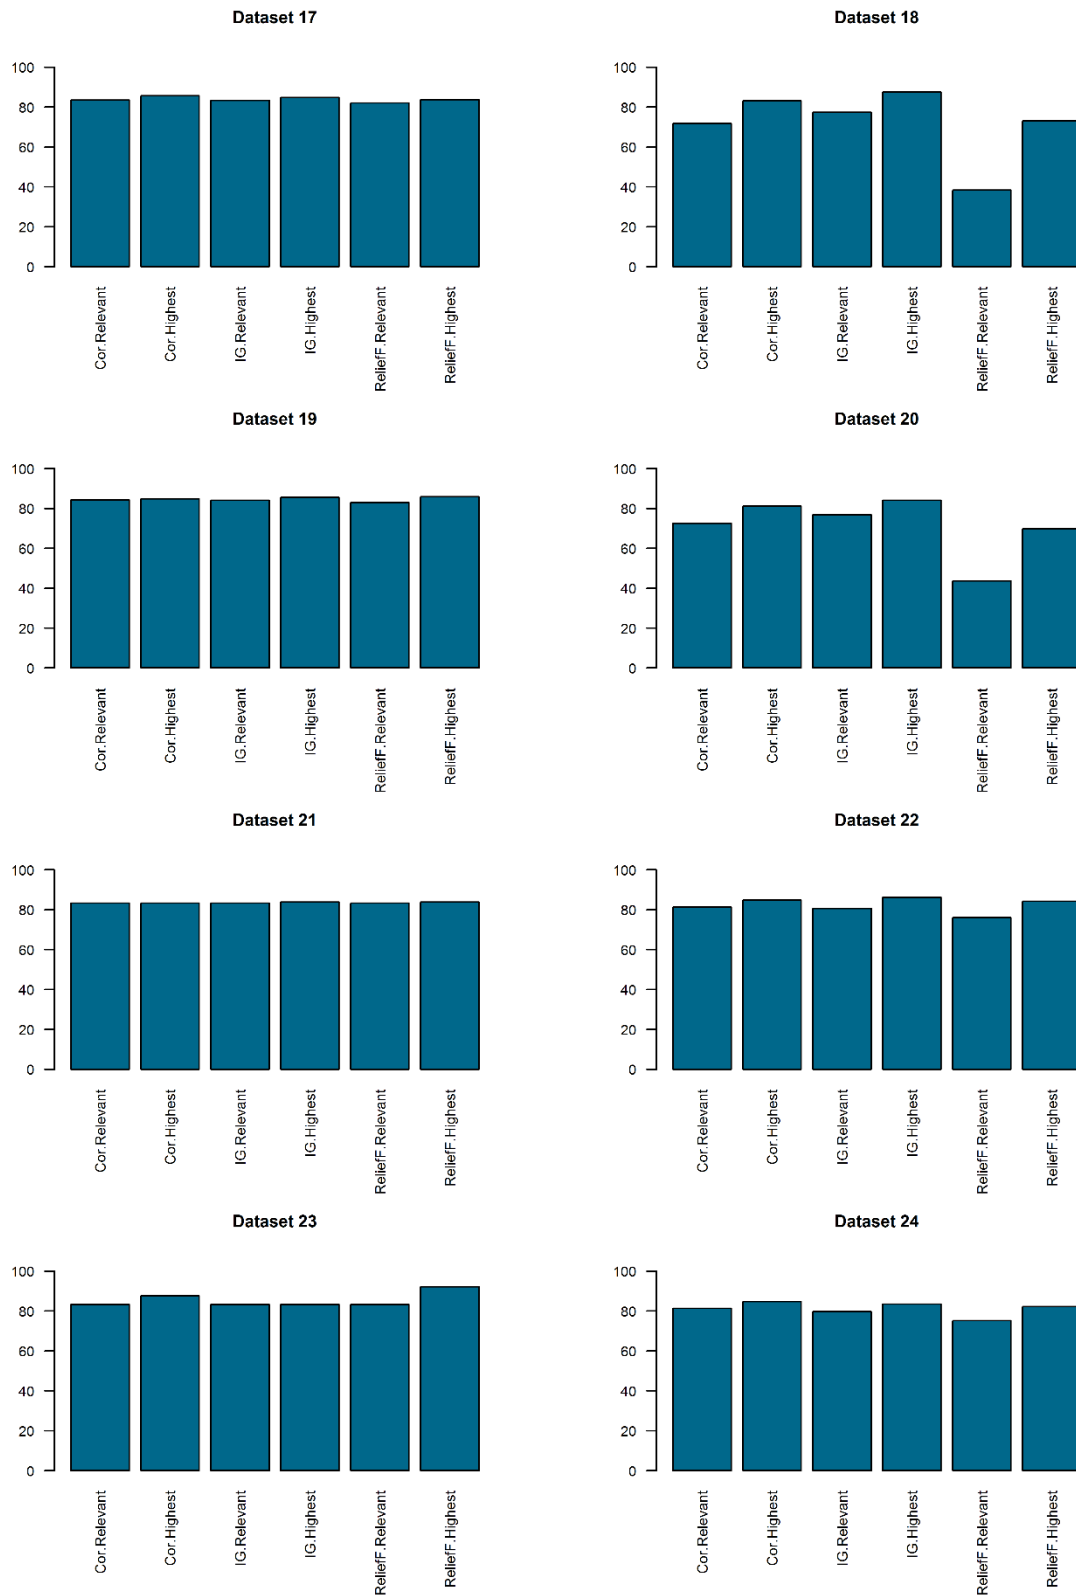 Dataset 17
100
80
60
40
20
0
Cor.Relevant
Cor.Highest
IG.Relevant
IG.Highest
ReliefF.Relevant
ReliefF.Highest
Dataset 18
100
80
60
40
20
0
Cor.Relevant
Cor.Highest
IG.Relevant
IG.Highest
ReliefF.Relevant
ReliefF.Highest
Dataset 19
100
80
60
40
20
0
Cor.Relevant
Cor.Highest
IG.Relevant
IG.Highest
ReliefF.Relevant
ReliefF.Highest
Dataset 20
100
80
60
40
20
0
Cor.Relevant
Cor.Highest
IG.Relevant
IG.Highest
ReliefF.Relevant
ReliefF.Highest
Dataset 21
100
80
60
40
20
0
Cor.Relevant
Cor.Highest
IG.Relevant
IG.Highest
ReliefF.Relevant
ReliefF.Highest
Dataset 22
100
80
60
40
20
0
Cor.Relevant
Cor.Highest
IG.Relevant
IG.Highest
ReliefF.Relevant
ReliefF.Highest
Dataset 23
100
80
60
40
20
0
Cor.Relevant
Cor.Highest
IG.Relevant
IG.Highest
ReliefF.Relevant
ReliefF.Highest
Dataset 24
100
80
60
40
20
0
Cor.Relevant
Cor.Highest
IG.Relevant
IG.Highest
ReliefF.Relevant
ReliefF.Highest